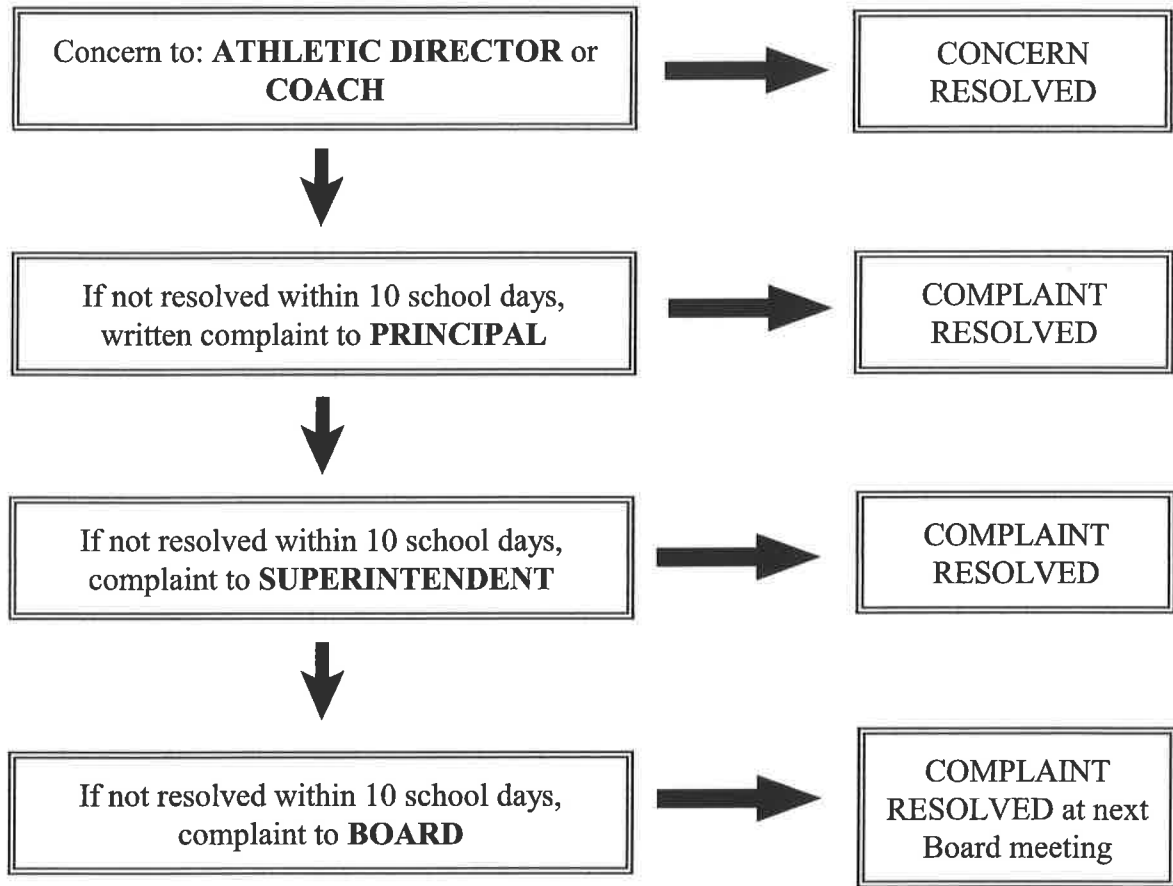 Concern to: ATHLETIC DIRECTOR or
COACH
CONCERN
RESOLVED
If not resolved within 10 school days,
written complaint to PRINCIPAL
COMPLAINT
RESOLVED
If not resolved within 10 school days,
complaint to SUPERINTENDENT
COMPLAINT
RESOLVED
If not resolved within 10 school days,
complaint to BOARD
COMPLAINT
RESOLVED at next
Board meeting